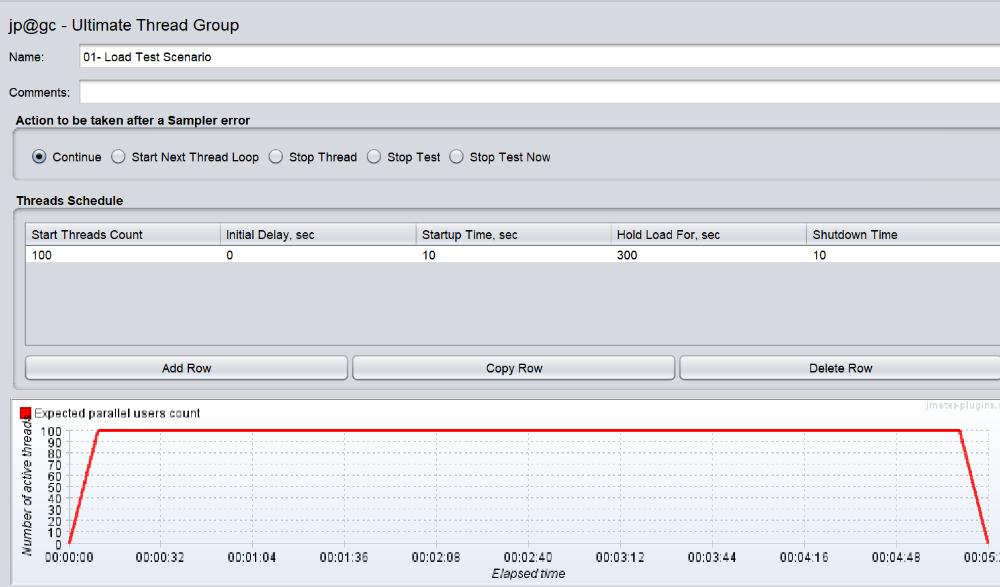 jp@gc - Ultimate Thread Group
Name: 01- Load Test Scenario
Comments:
Action to be taken after a Sampler error
Continue Start Next Thread Loop Stop Thread Stop Test Stop Test Now
Threads Schedule
Start Threads Count Initial Delay, sec Startup Time, sec Hold Load For, sec Shutdown Time
100 0 10 300 10
Add Row Copy Row Delete Row
Expected parallel users count
jmeter-plugins.
Number of active threads
100
90
80
70
60
50
40
30
20
10
0
00:00:00 00:00:32 00:01:04 00:01:36 00:02:08 00:02:40 00:03:12 00:03:44 00:04:16 00:04:48 00:05:
Elapsed time